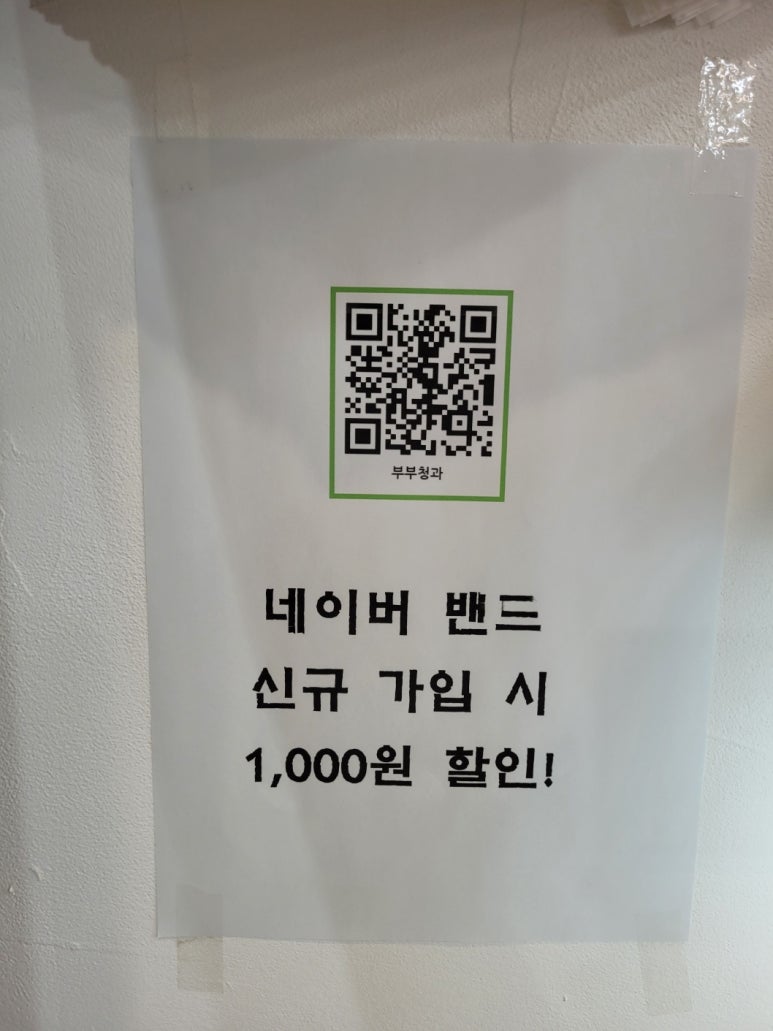 부부청과
네이버 밴드
신규 가입 시
1,000원 할인!